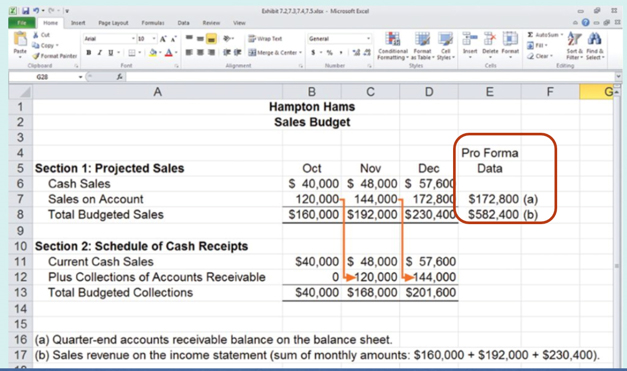 Exhibit 7.2,7.3,7.4,7.5.xlsx - Microsoft Excel
File Home Insert Page Layout Formulas Data Review View
Cut Arial 10 Wrap Text General AutoSum
Copy Fill
Paste Format Painter Merge & Center Conditional Formatting Format as Table Cell Styles Insert Delete Format Clear Sort & Filter Find & Select
Clipboard Font Alignment Number Styles Cells Editing
G28 fx
A B C D E F G
1 Hampton Hams
2 Sales Budget
3
4 Pro Forma
5 Section 1: Projected Sales Oct Nov Dec Data
6 Cash Sales $ 40,000 $ 48,000 $ 57,600
7 Sales on Account 120,000 144,000 172,800 $172,800 (a)
8 Total Budgeted Sales $160,000 $192,000 $230,400 $582,400 (b)
9
10 Section 2: Schedule of Cash Receipts
11 Current Cash Sales $40,000 $ 48,000 $ 57,600
12 Plus Collections of Accounts Receivable 0 120,000 144,000
13 Total Budgeted Collections $40,000 $168,000 $201,600
14
15
16 (a) Quarter-end accounts receivable balance on the balance sheet.
17 (b) Sales revenue on the income statement (sum of monthly amounts: $160,000 + $192,000 + $230,400).